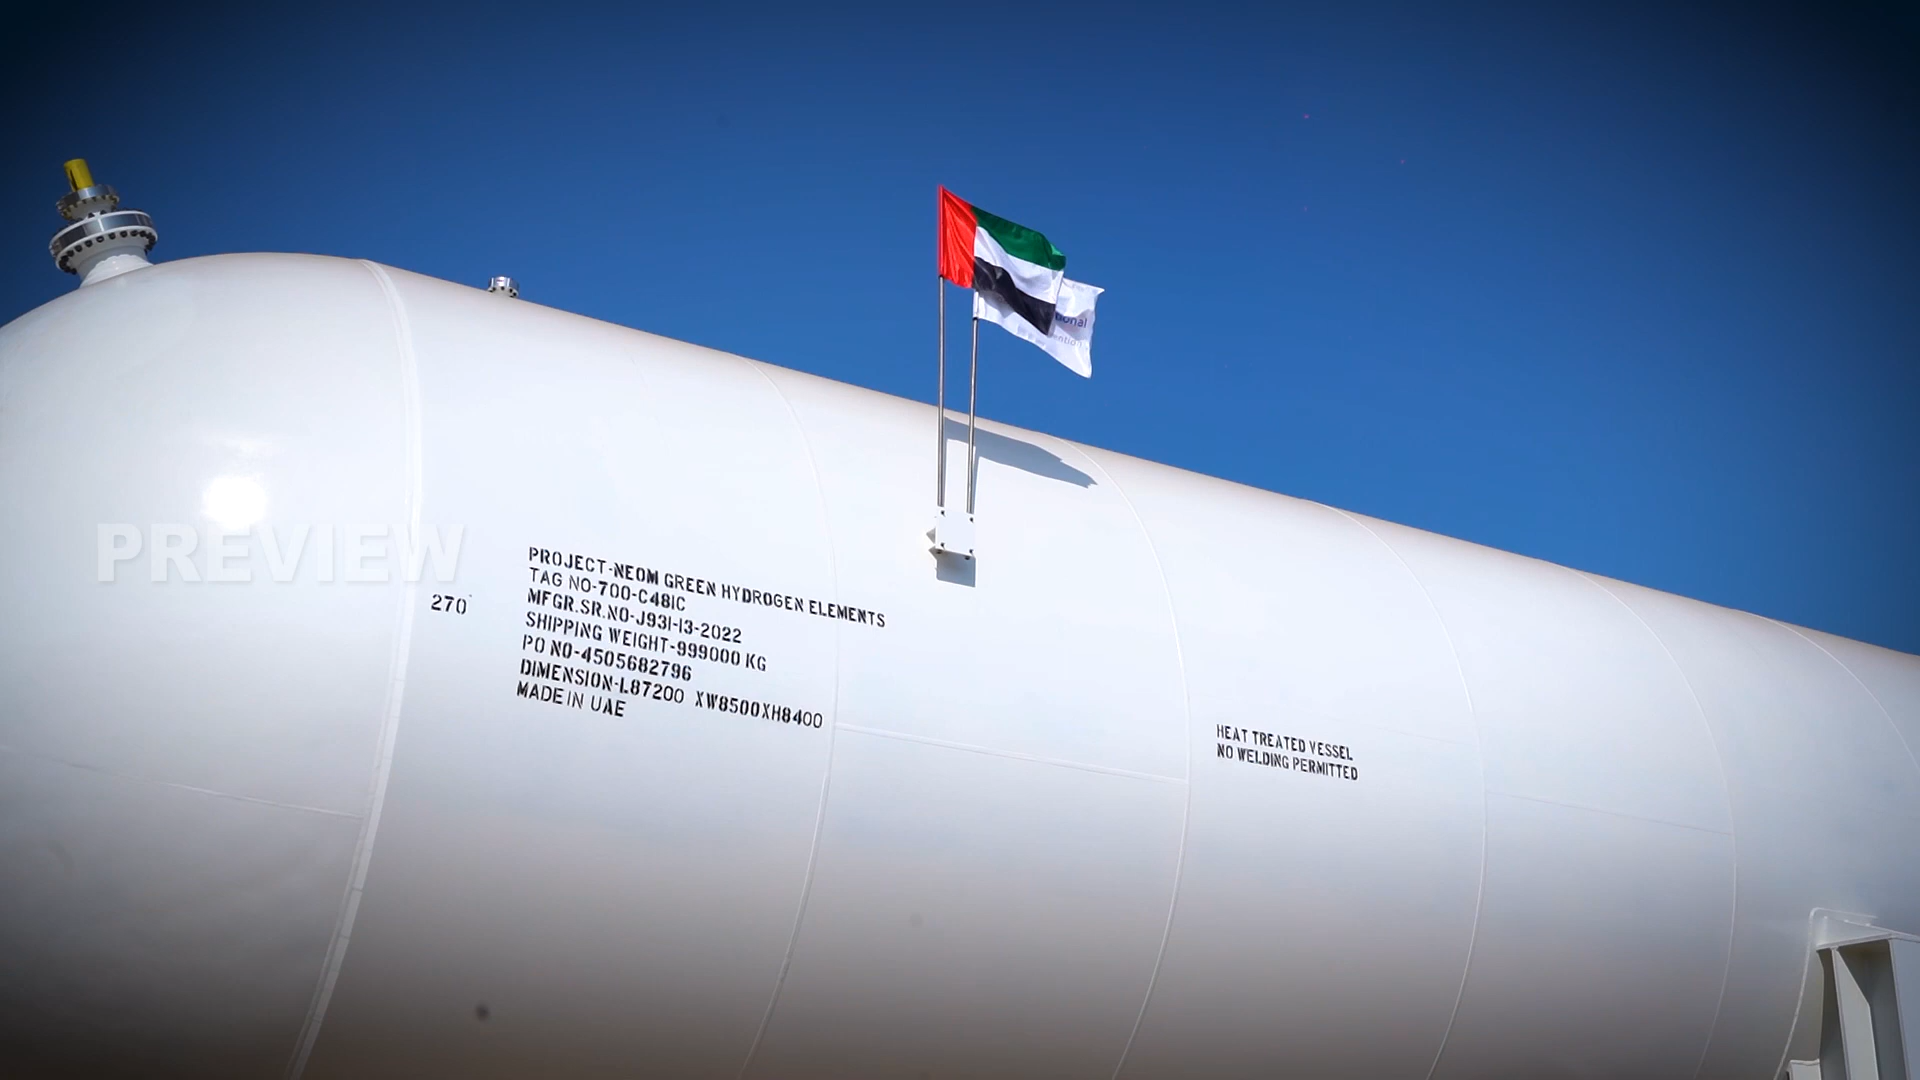 PREVIEW
270°
PROJECT-NEOM GREEN HYDROGEN ELEMENTS
TAG NO-700-C481C
MFGR.SR.NO-J931-13-2022
SHIPPING WEIGHT-999000 KG
PO NO-4505682796
DIMENSION-L87200 XW8500XH8400
MADE IN UAE
HEAT TREATED VESSEL
NO WELDING PERMITTED